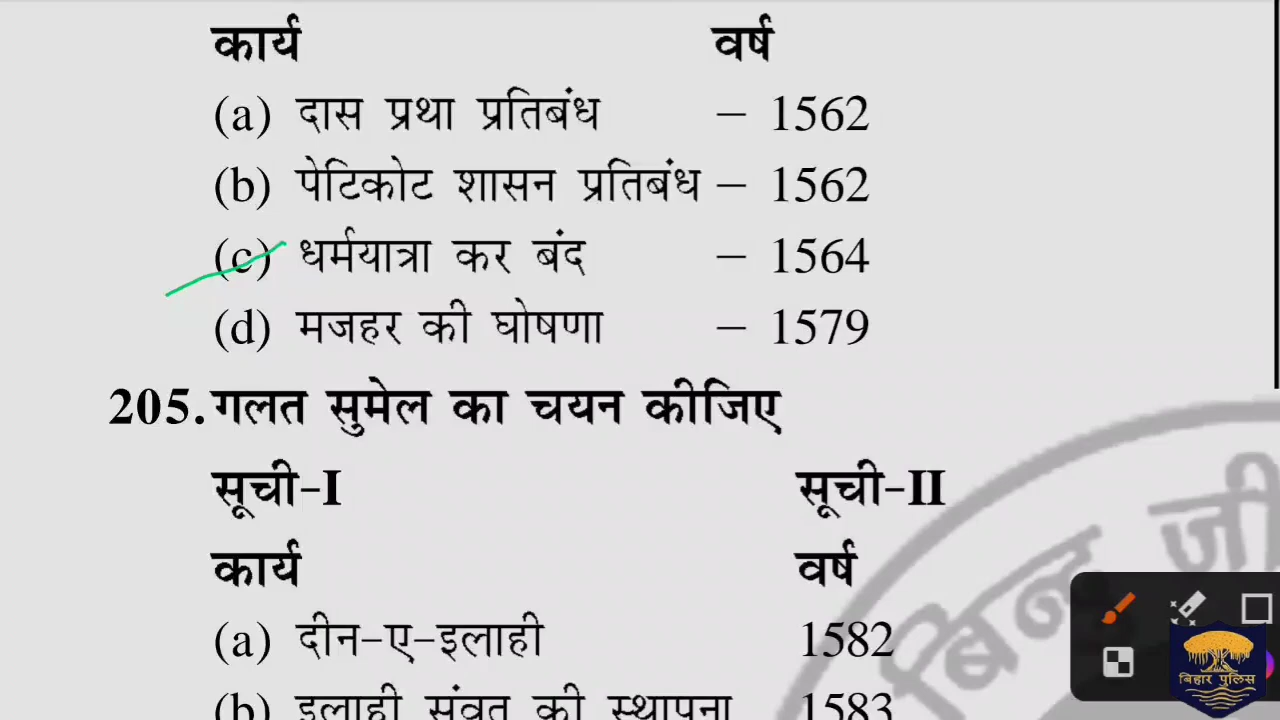 कार्य वर्ष
(a) दास प्रथा प्रतिबंध – 1562
(b) पेटिकोट शासन प्रतिबंध – 1562
(c) धर्मयात्रा कर बंद – 1564
(d) मजहर की घोषणा – 1579
205. गलत सुमेल का चयन कीजिए
सूची-I सूची-II
कार्य वर्ष
(a) दीन-ए-इलाही 1582
(b) इलाही संवत की स्थापना 1583
बिहार पुलिस